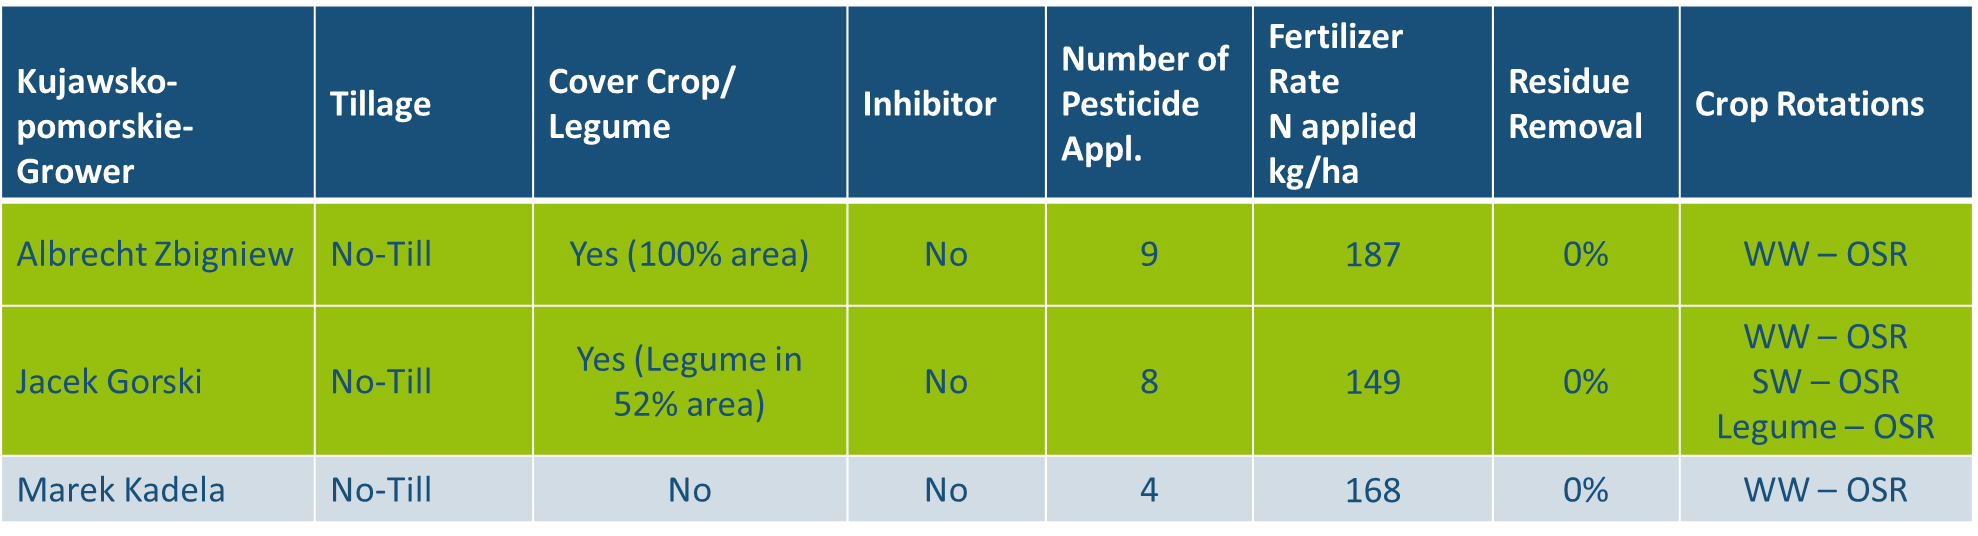 Kujawsko-
pomorskie-
Grower
Tillage
Cover Crop/
Legume
Inhibitor
Number of
Pesticide
Appl.
Fertilizer
Rate
N applied
kg/ha
Residue
Removal
Crop Rotations
Albrecht Zbigniew
No-Till
Yes (100% area)
No
9
187
0%
WW – OSR
Jacek Gorski
No-Till
Yes (Legume in
52% area)
No
8
149
0%
WW – OSR
SW – OSR
Legume – OSR
Marek Kadela
No-Till
No
No
4
168
0%
WW – OSR